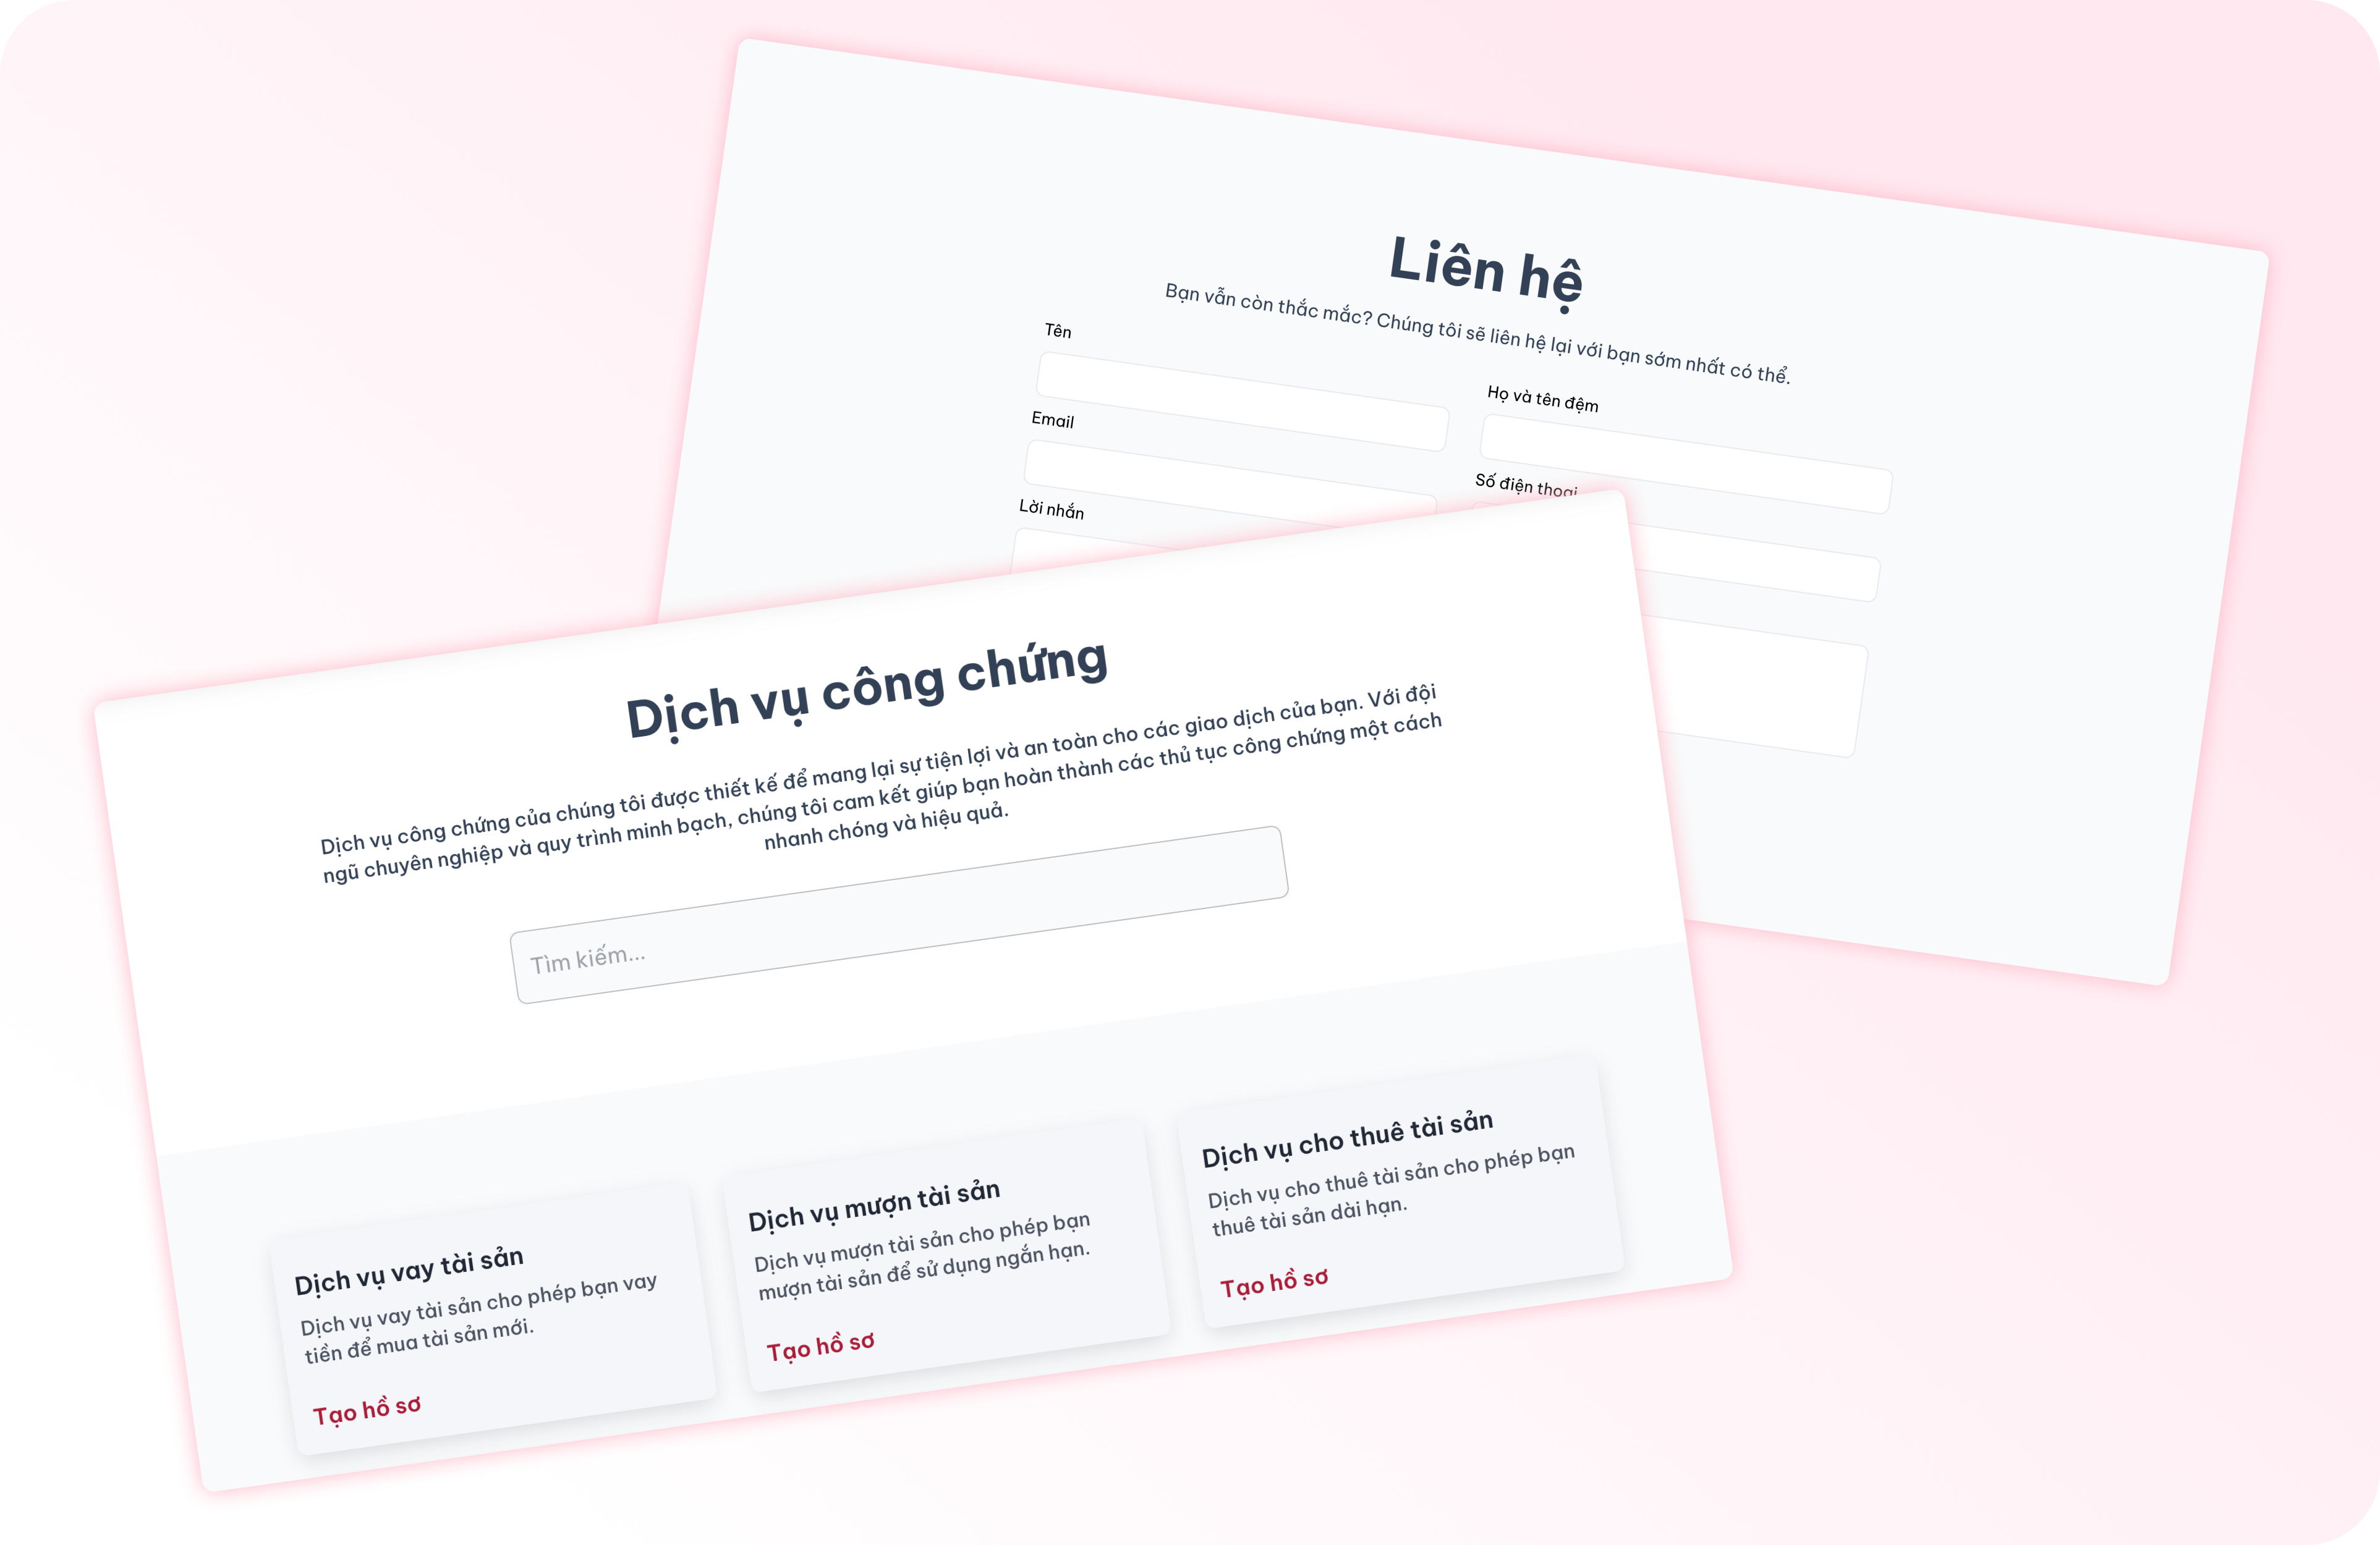 Liên hệ
Bạn vẫn còn thắc mắc? Chúng tôi sẽ liên hệ lại với bạn sớm nhất có thể.
Tên
Họ và tên đệm
Email
Số điện thoại
Lời nhắn
Dịch vụ công chứng
Dịch vụ công chứng của chúng tôi được thiết kế để mang lại sự tiện lợi và an toàn cho các giao dịch của bạn. Với đội
ngũ chuyên nghiệp và quy trình minh bạch, chúng tôi cam kết giúp bạn hoàn thành các thủ tục công chứng một cách
nhanh chóng và hiệu quả.
Tìm kiếm...
Dịch vụ vay tài sản
Dịch vụ vay tài sản cho phép bạn vay
tiền để mua tài sản mới.
Tạo hồ sơ
Dịch vụ mượn tài sản
Dịch vụ mượn tài sản cho phép bạn
mượn tài sản để sử dụng ngắn hạn.
Tạo hồ sơ
Dịch vụ cho thuê tài sản
Dịch vụ cho thuê tài sản cho phép bạn
thuê tài sản dài hạn.
Tạo hồ sơ